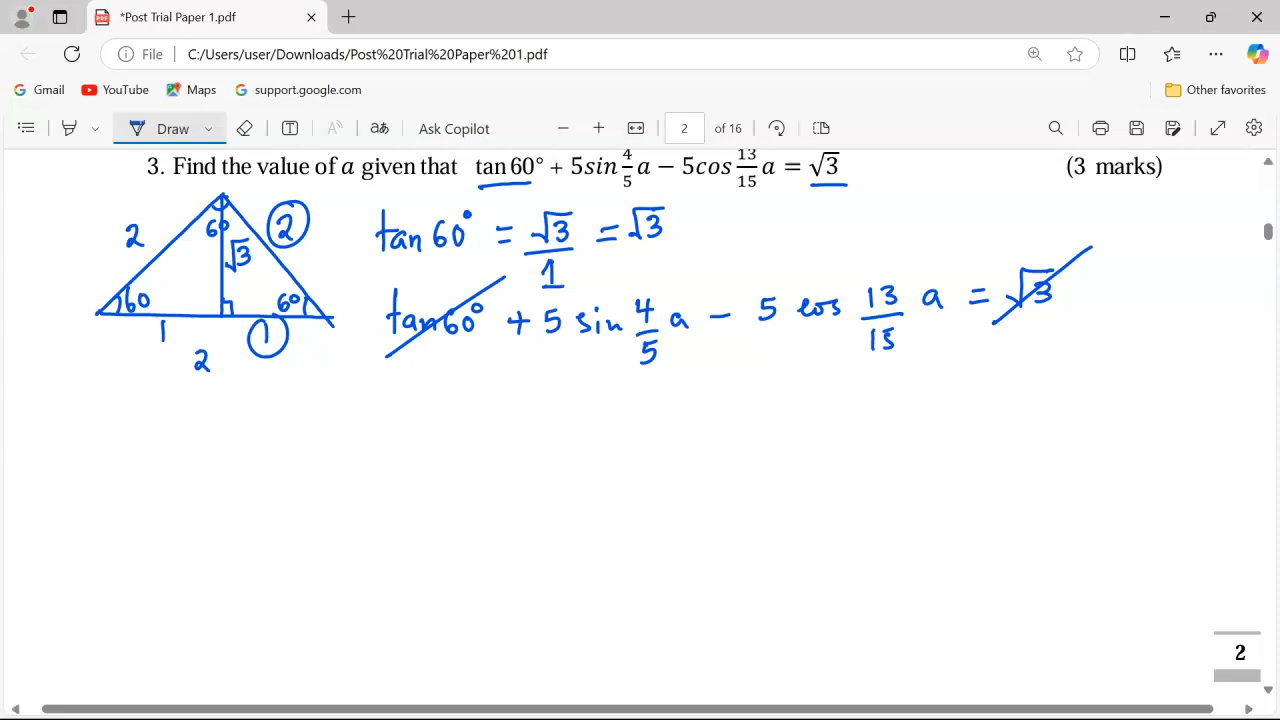 *Post Trial Paper 1.pdf
File C:/Users/user/Downloads/Post%20Trial%20Paper%201.pdf
Gmail YouTube Maps support.google.com Other favorites
Draw Ask Copilot 2 of 16
3. Find the value of a given that tan 60° + 5sin 4/5 a − 5cos 13/15 a = √3 (3 marks)
2 60 √3 2 tan 60° = √3/1 = √3
60 60 tan 60° + 5 sin 4/5 a − 5 cos 13/15 a = √3
1 1
2
2